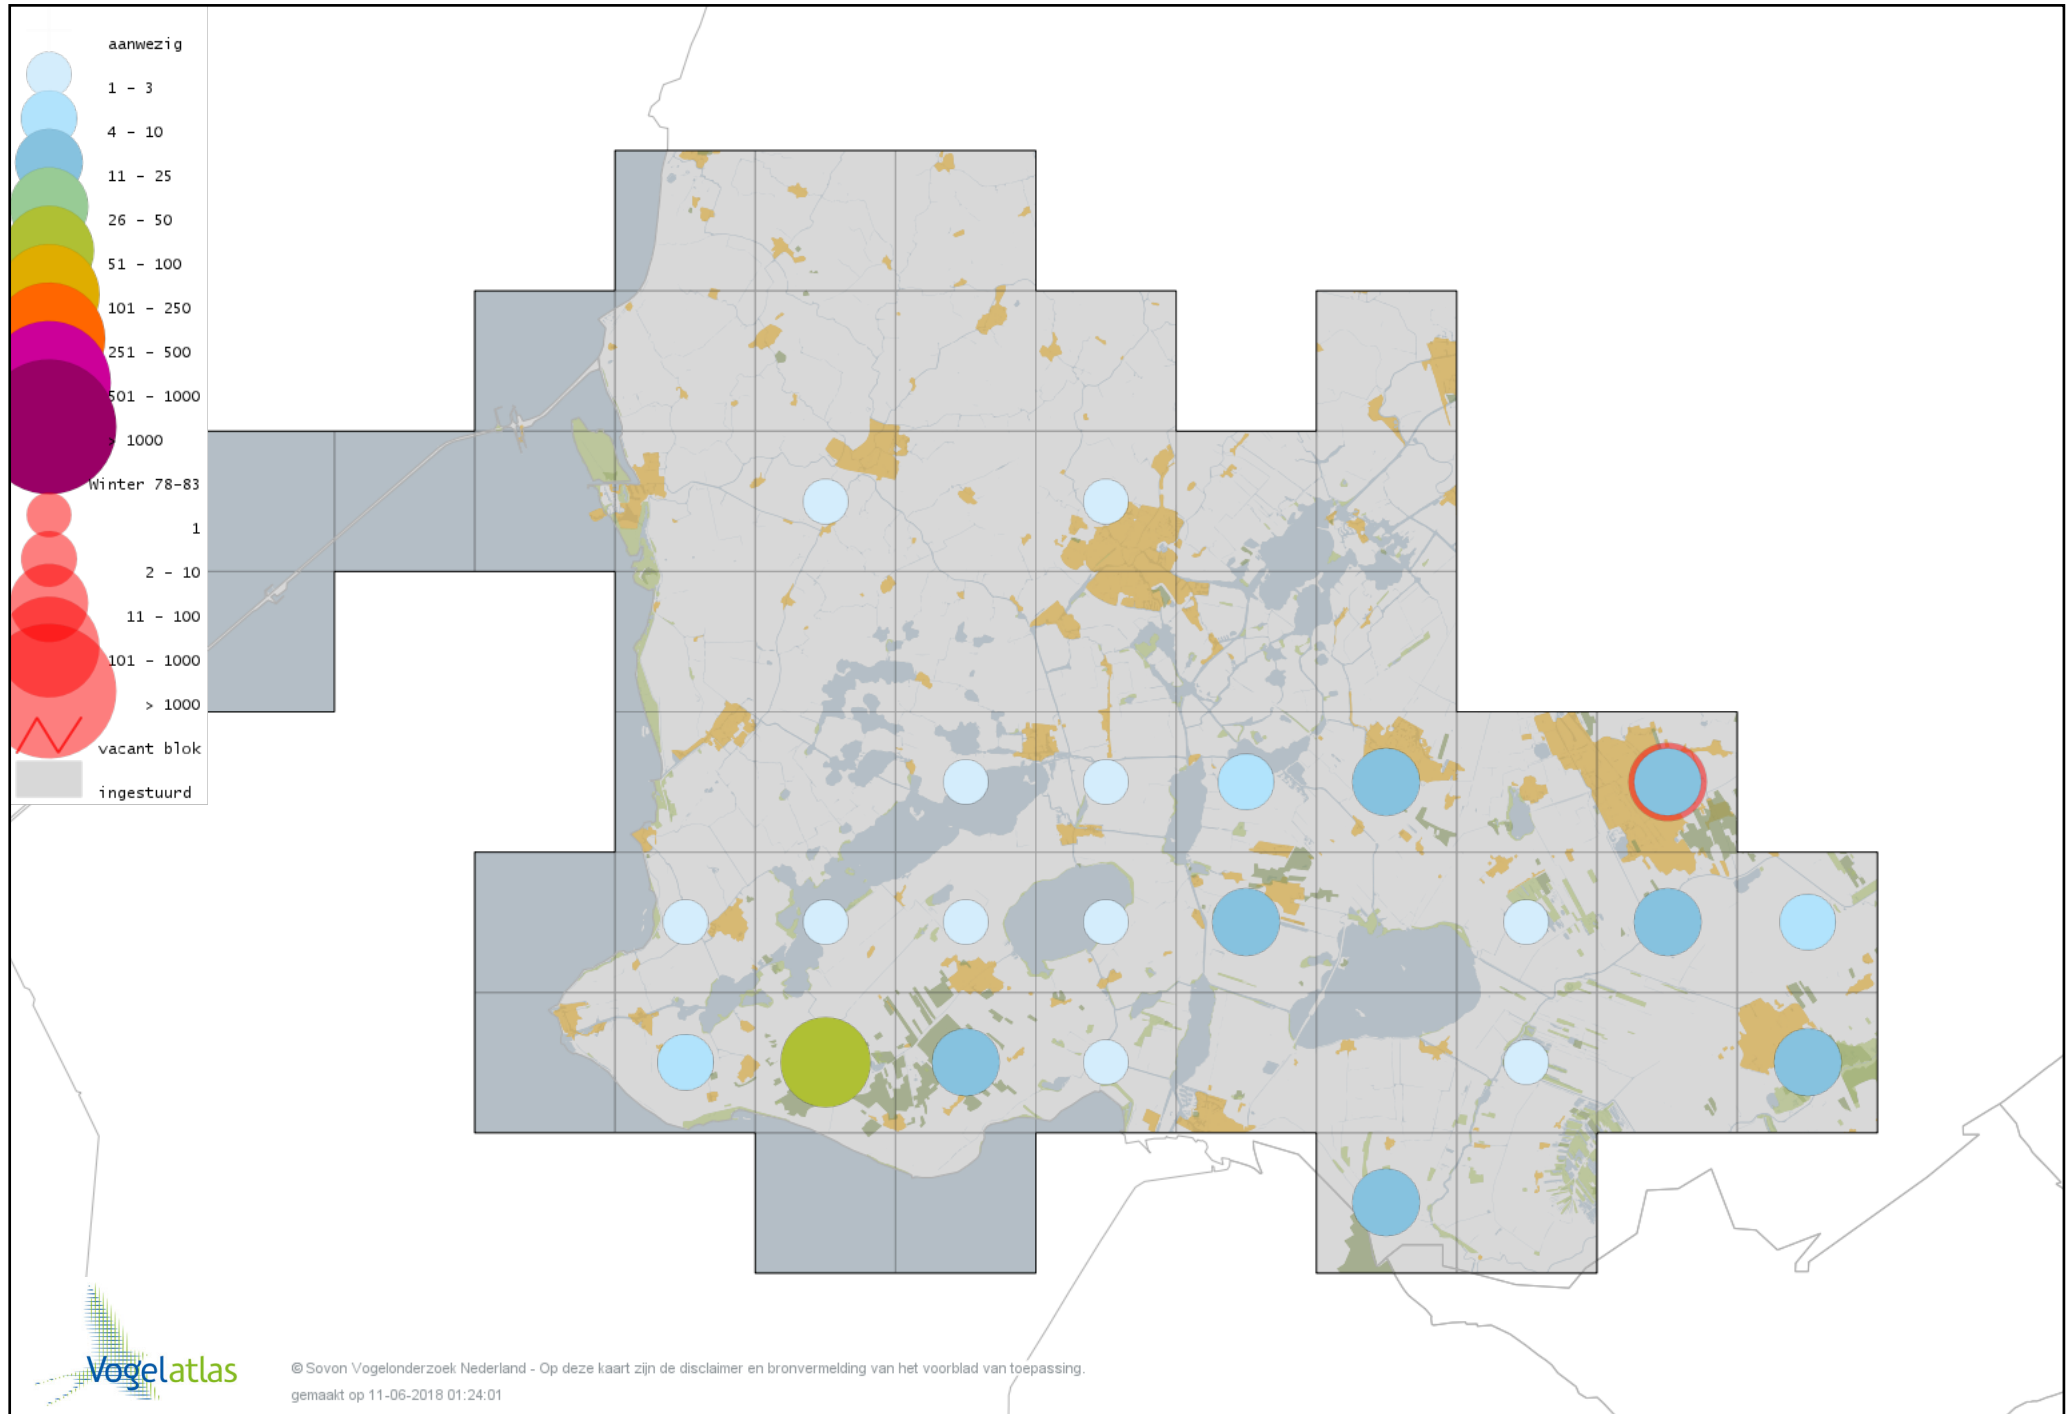 aanwezig
1 - 3
4 - 10
11 - 25
26 - 50
51 - 100
101 - 250
251 - 500
501 - 1000
> 1000
Winter 78-83
1
2 - 10
11 - 100
101 - 1000
> 1000
vacant blok
ingestuurd
Vogelatlas
© Sovon Vogelonderzoek Nederland - Op deze kaart zijn de disclaimer en bronvermelding van het voorblad van toepassing.
gemaakt op 11-06-2018 01:24:01